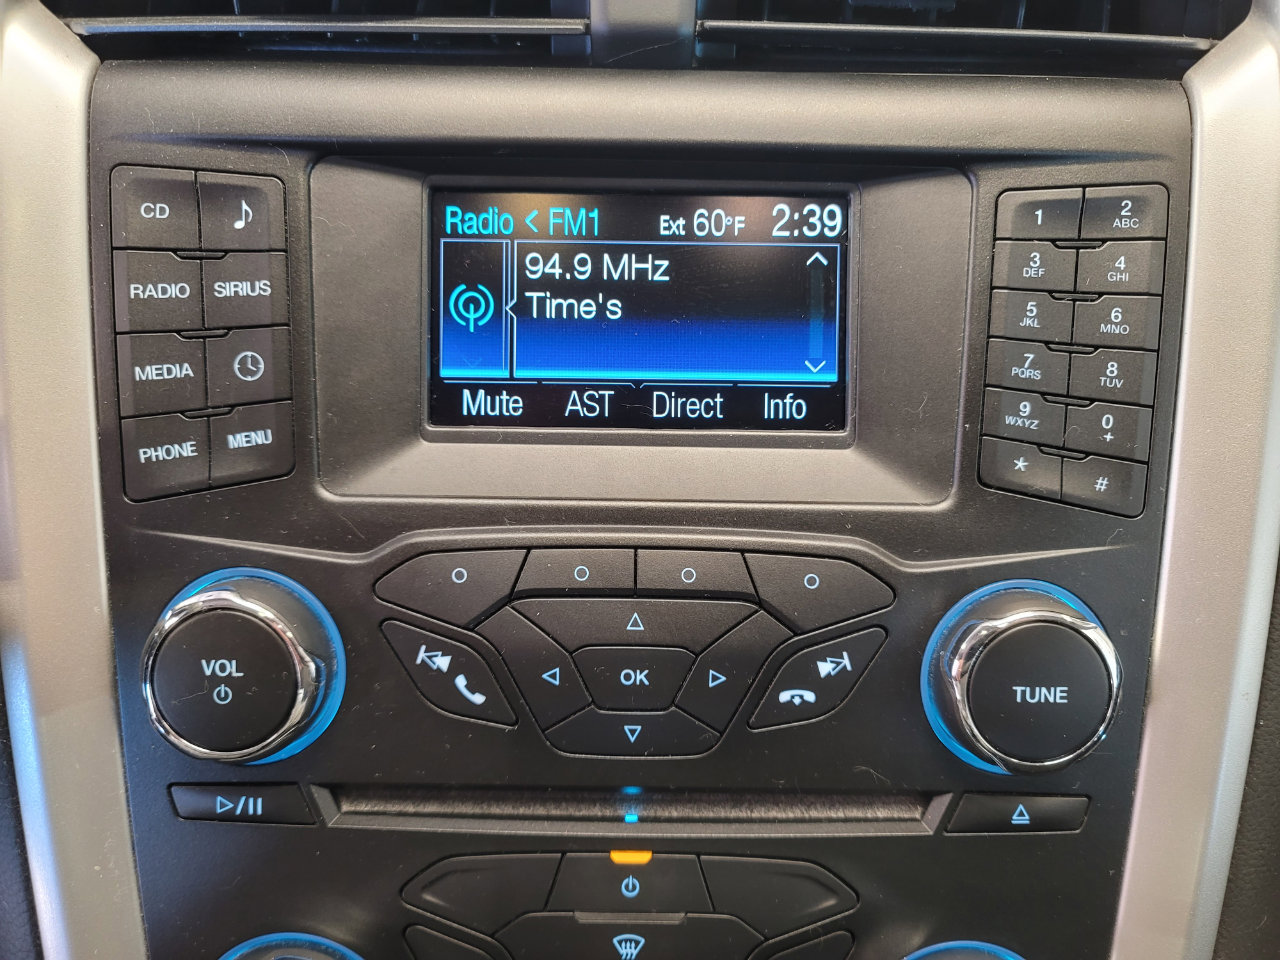 CD
RADIO
SIRIUS
MEDIA
PHONE
MENU
Radio < FM1 Ext 60°F 2:39
94.9 MHz
Time's
Mute AST Direct Info
1
2
ABC
3
DEF
4
GHI
5
JKL
6
MNO
7
PQRS
8
TUV
9
WXYZ
0
+
*
#
VOL
OK
TUNE